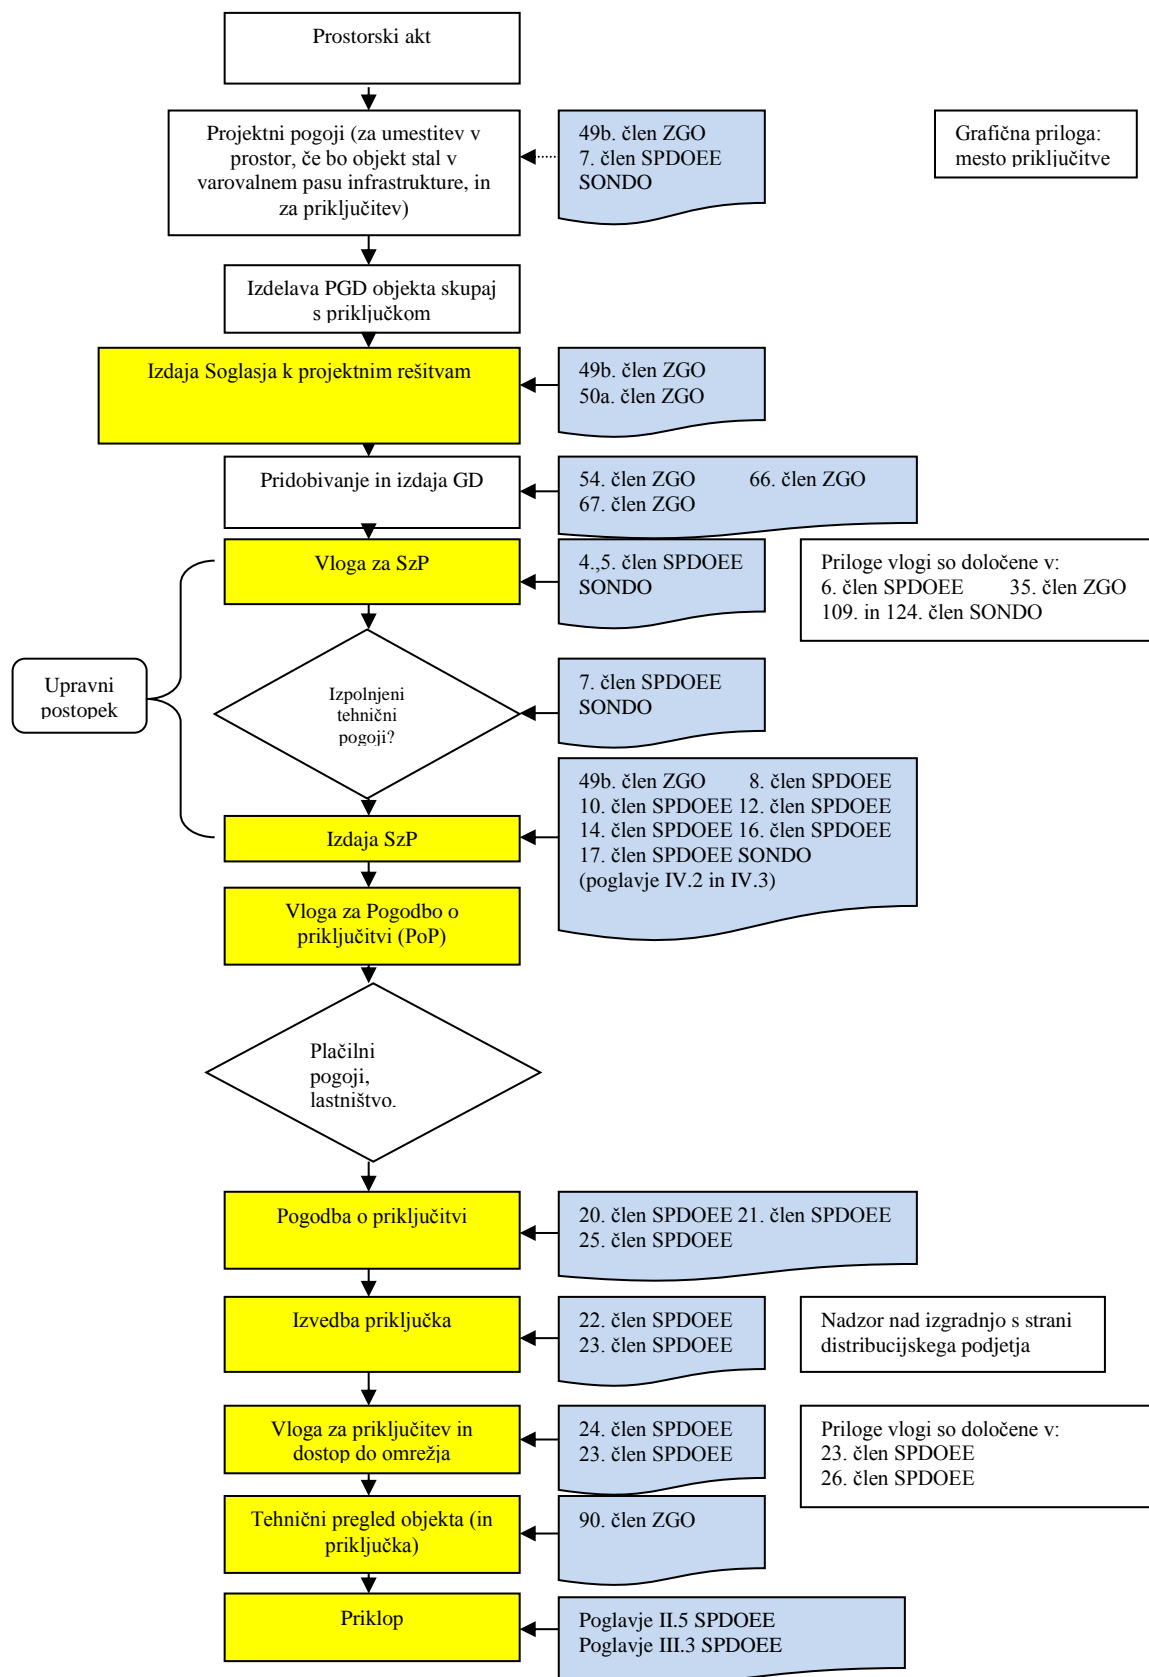 Prostorski akt
Projektni pogoji (za umestitev v
prostor, če bo objekt stal v
varovalnem pasu infrastrukture, in
za priključitev)
49b. člen ZGO
7. člen SPDOEE
SONDO
Grafična priloga:
mesto priključitve
Izdelava PGD objekta skupaj
s priključkom
Izdaja Soglasja k projektnim rešitvam
49b. člen ZGO
50a. člen ZGO
Pridobivanje in izdaja GD
54. člen ZGO 66. člen ZGO
67. člen ZGO
Vloga za SzP
4.,5. člen SPDOEE
SONDO
Priloge vlogi so določene v:
6. člen SPDOEE 35. člen ZGO
109. in 124. člen SONDO
Upravni
postopek
Izpolnjeni
tehnični
pogoji?
7. člen SPDOEE
SONDO
Izdaja SzP
49b. člen ZGO 8. člen SPDOEE
10. člen SPDOEE 12. člen SPDOEE
14. člen SPDOEE 16. člen SPDOEE
17. člen SPDOEE SONDO
(poglavje IV.2 in IV.3)
Vloga za Pogodbo o
priključitvi (PoP)
Plačilni
pogoji,
lastništvo.
Pogodba o priključitvi
20. člen SPDOEE 21. člen SPDOEE
25. člen SPDOEE
Izvedba priključka
22. člen SPDOEE
23. člen SPDOEE
Nadzor nad izgradnjo s strani
distribucijskega podjetja
Vloga za priključitev in
dostop do omrežja
24. člen SPDOEE
23. člen SPDOEE
Priloge vlogi so določene v:
23. člen SPDOEE
26. člen SPDOEE
Tehnični pregled objekta (in
priključka)
90. člen ZGO
Priklop
Poglavje II.5 SPDOEE
Poglavje III.3 SPDOEE